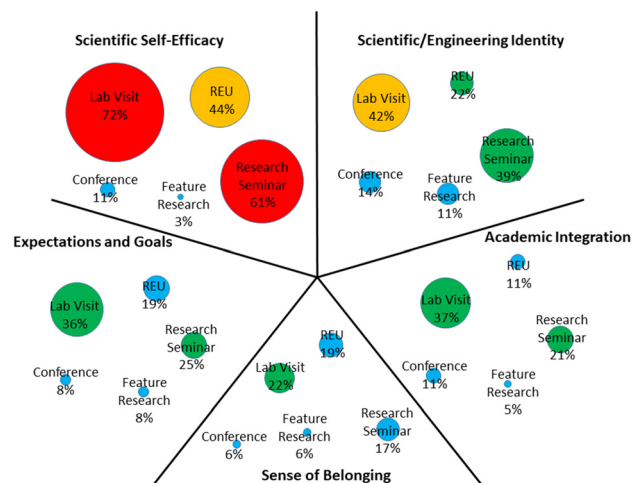 Scientific Self-Efficacy
Lab Visit
72%
REU
44%
Research
Seminar
61%
Conference
11%
Feature
Research
3%
Scientific/Engineering Identity
Lab Visit
42%
REU
22%
Research
Seminar
39%
Conference
14%
Feature
Research
11%
Expectations and Goals
Lab Visit
36%
REU
19%
Research
Seminar
25%
Conference
8%
Feature
Research
8%
Academic Integration
REU
11%
Lab Visit
37%
Research
Seminar
21%
Conference
11%
Feature
Research
5%
REU
19%
Lab Visit
22%
Feature
Research
6%
Research
Seminar
17%
Conference
6%
Sense of Belonging